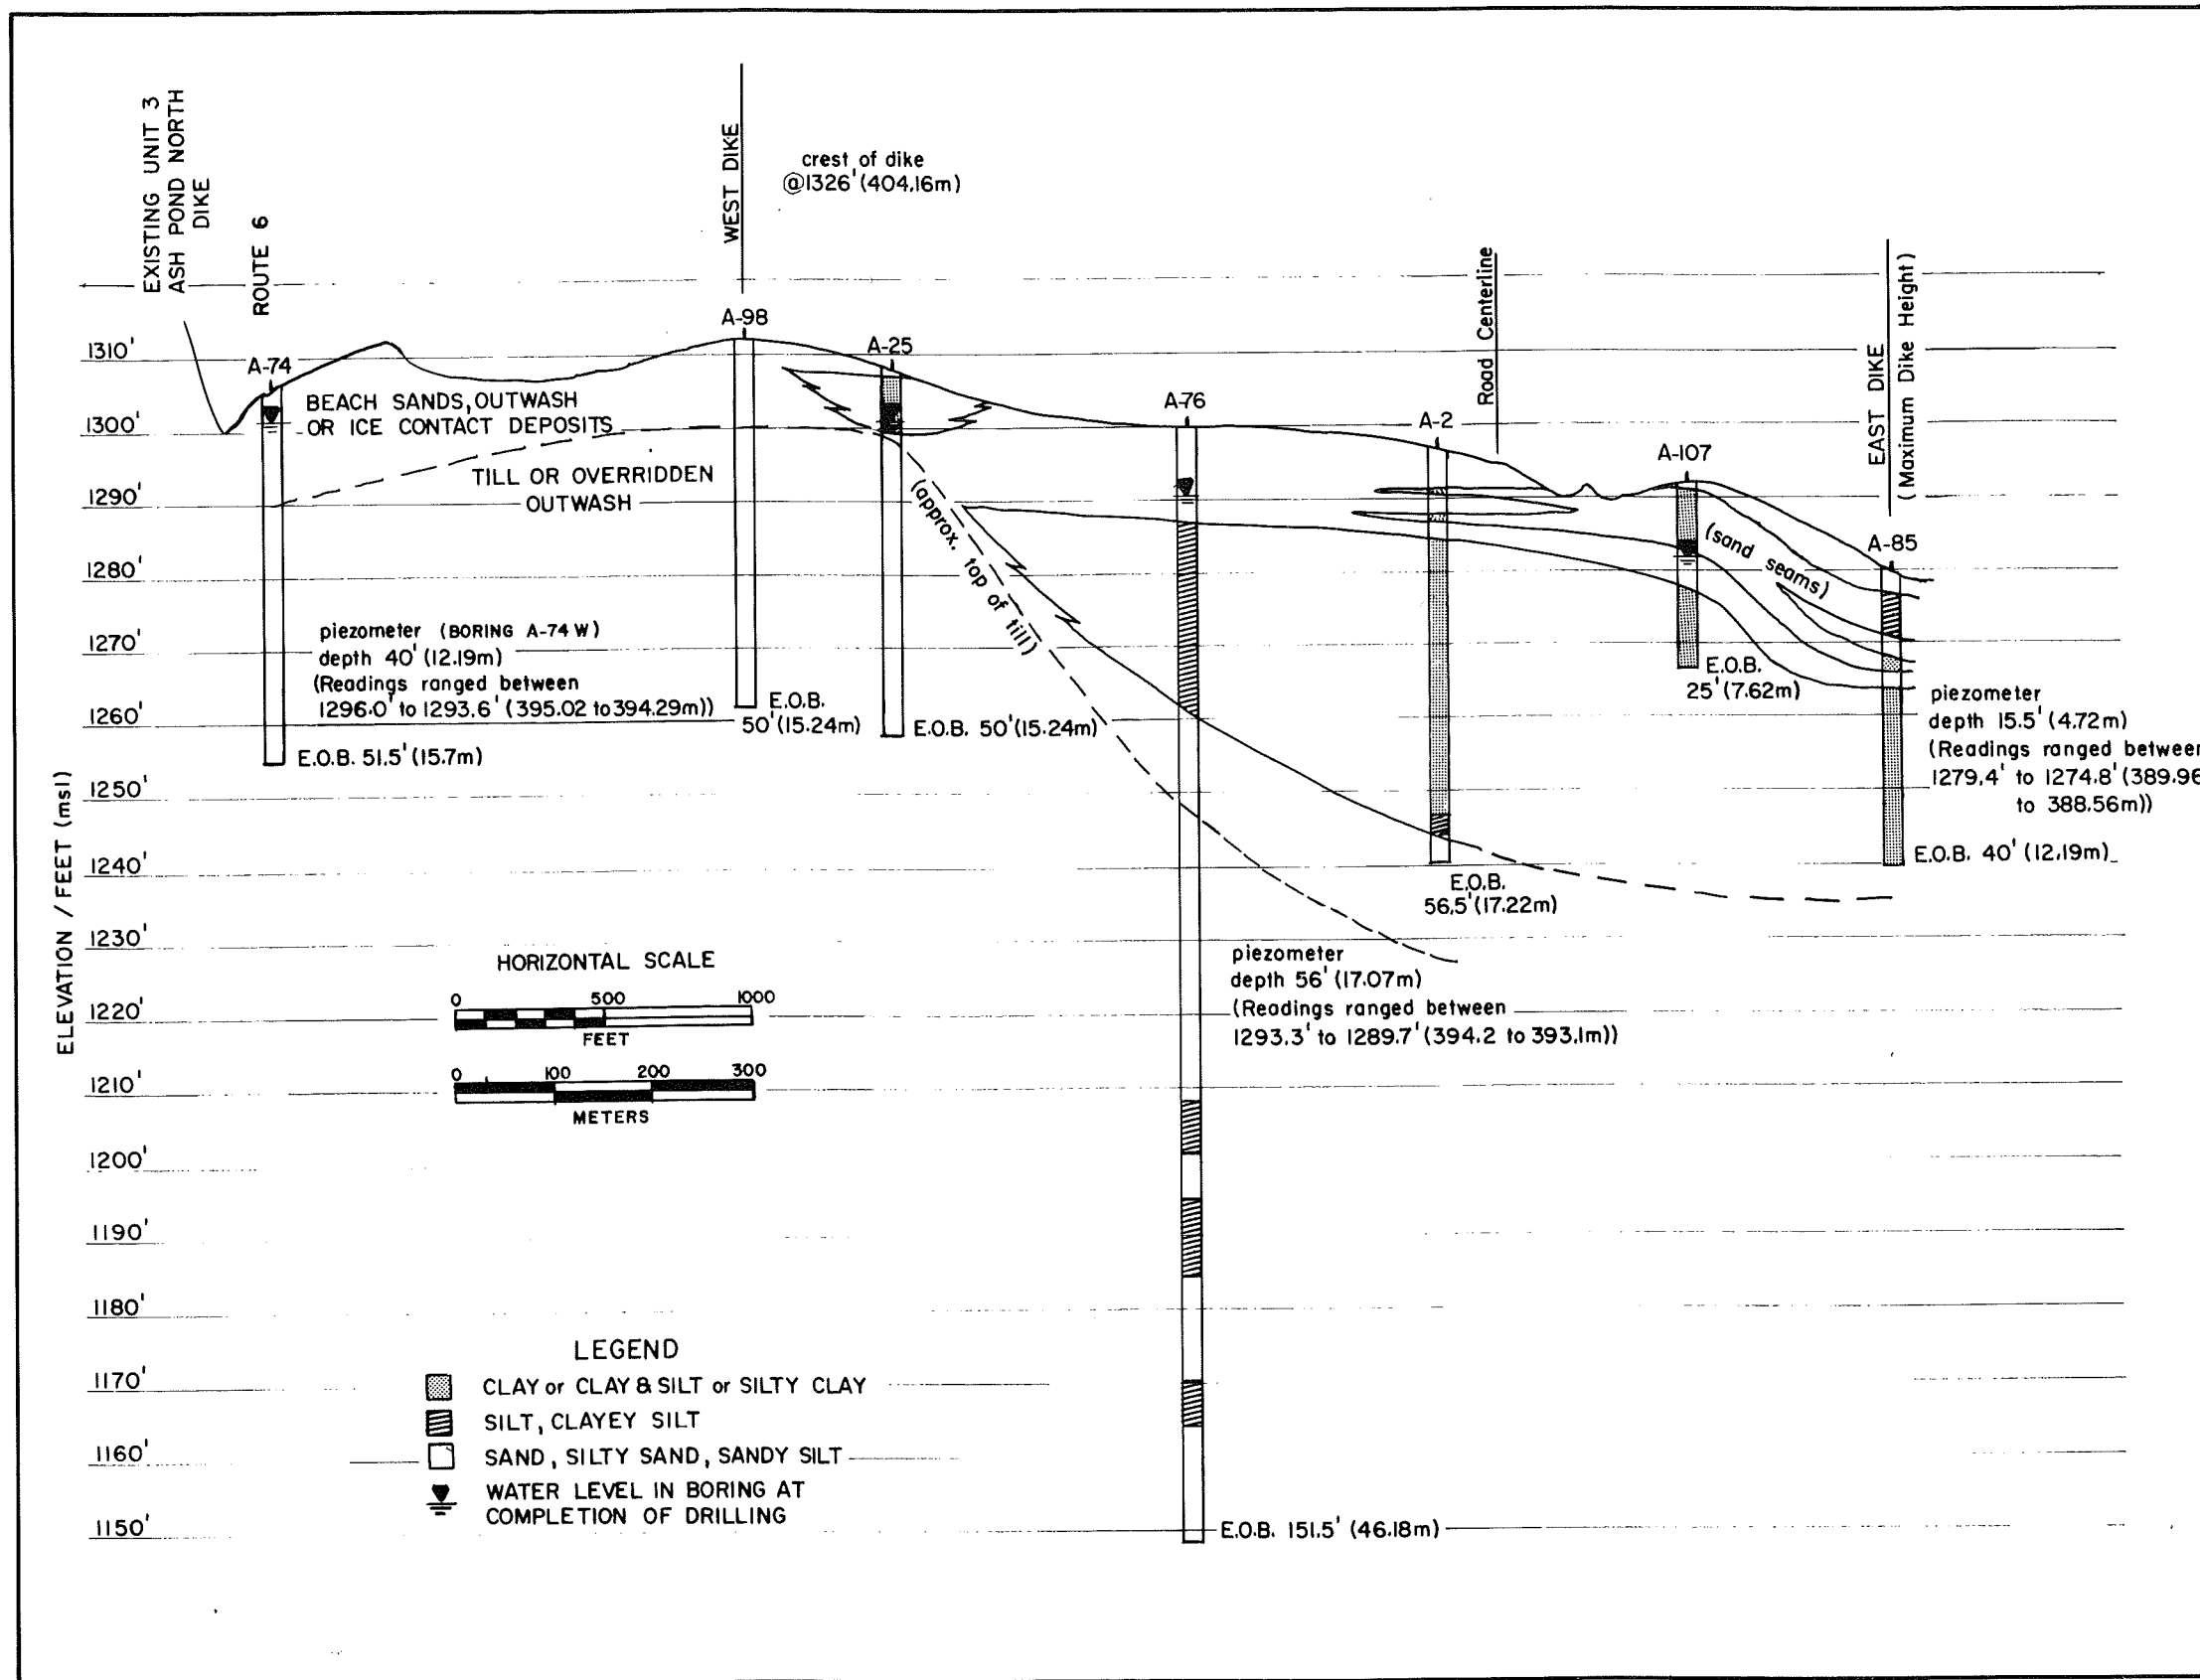 EXISTING UNIT 3
ASH POND NORTH
DIKE
ROUTE 6
WEST DIKE
crest of dike
@1326' (404.16m)
Road Centerline
EAST DIKE
(Maximum Dike Height)
A-74
A-98
A-25
A-76
A-2
A-107
A-85
ELEVATION / FEET (msl)
1310'
1300'
1290'
1280'
1270'
1260'
1250'
1240'
1230'
1220'
1210'
1200'
1190'
1180'
1170'
1160'
1150'
BEACH SANDS, OUTWASH
OR ICE CONTACT DEPOSITS
TILL OR OVERRIDDEN
OUTWASH
(approx. top of till)
(sand seams)
piezometer (BORING A-74 W)
depth 40' (12.19m)
(Readings ranged between
1296.0' to 1293.6' (395.02 to 394.29m))
E.O.B. 51.5' (15.7m)
E.O.B.
50' (15.24m)
E.O.B. 50' (15.24m)
E.O.B.
25' (7.62m)
piezometer
depth 15.5' (4.72m)
(Readings ranged between
1279.4' to 1274.8' (389.96
to 388.56m))
E.O.B. 40' (12.19m)
E.O.B.
56.5' (17.22m)
piezometer
depth 56' (17.07m)
(Readings ranged between
1293.3' to 1289.7' (394.2 to 393.1m))
HORIZONTAL SCALE
0 500 1000
FEET
0 100 200 300
METERS
LEGEND
CLAY or CLAY & SILT or SILTY CLAY
SILT, CLAYEY SILT
SAND, SILTY SAND, SANDY SILT
WATER LEVEL IN BORING AT
COMPLETION OF DRILLING
E.O.B. 151.5' (46.18m)